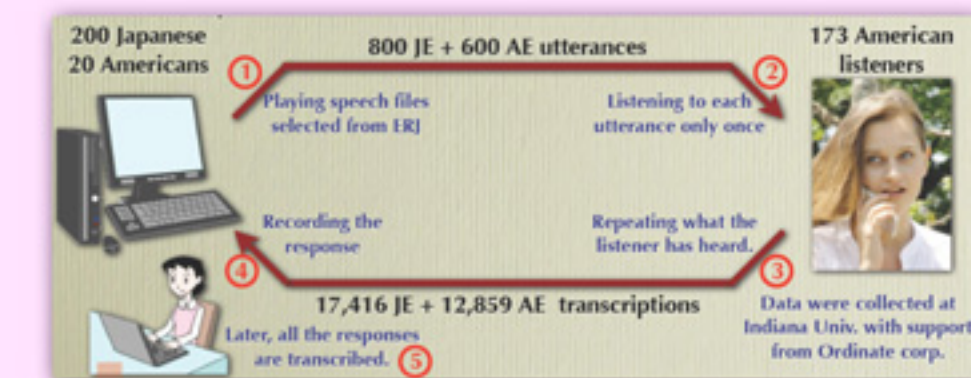 200 Japanese
20 Americans
800 JE + 600 AE utterances
173 American
listeners
1
2
Playing speech files
selected from ERJ
Listening to each
utterance only once
Recording the
response
Repeating what the
listener has heard.
4
3
17,416 JE + 12,859 AE transcriptions
Later, all the responses
are transcribed. 5
Data were collected at
Indiana Univ. with support
from Ordinate corp.